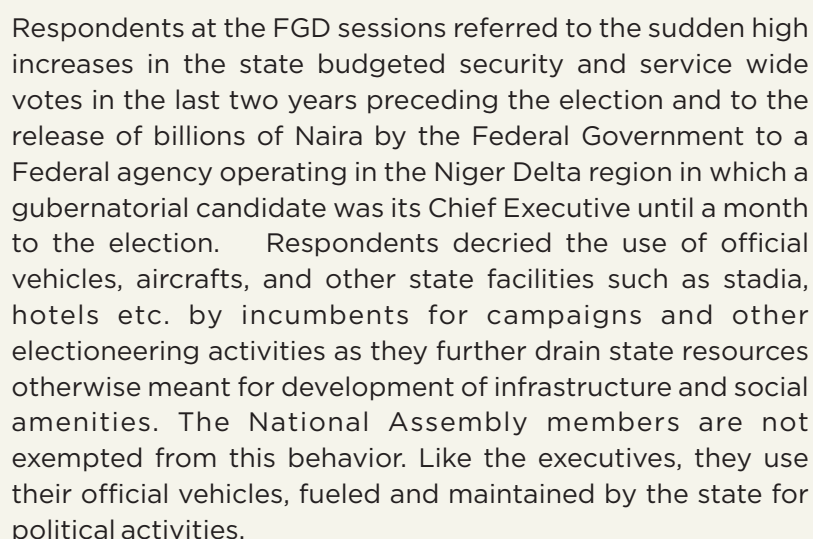 Respondents at the FGD sessions referred to the sudden high
increases in the state budgeted security and service wide
votes in the last two years preceding the election and to the
release of billions of Naira by the Federal Government to a
Federal agency operating in the Niger Delta region in which a
gubernatorial candidate was its Chief Executive until a month
to the election. Respondents decried the use of official
vehicles, aircrafts, and other state facilities such as stadia,
hotels etc. by incumbents for campaigns and other
electioneering activities as they further drain state resources
otherwise meant for development of infrastructure and social
amenities. The National Assembly members are not
exempted from this behavior. Like the executives, they use
their official vehicles, fueled and maintained by the state for
political activities.